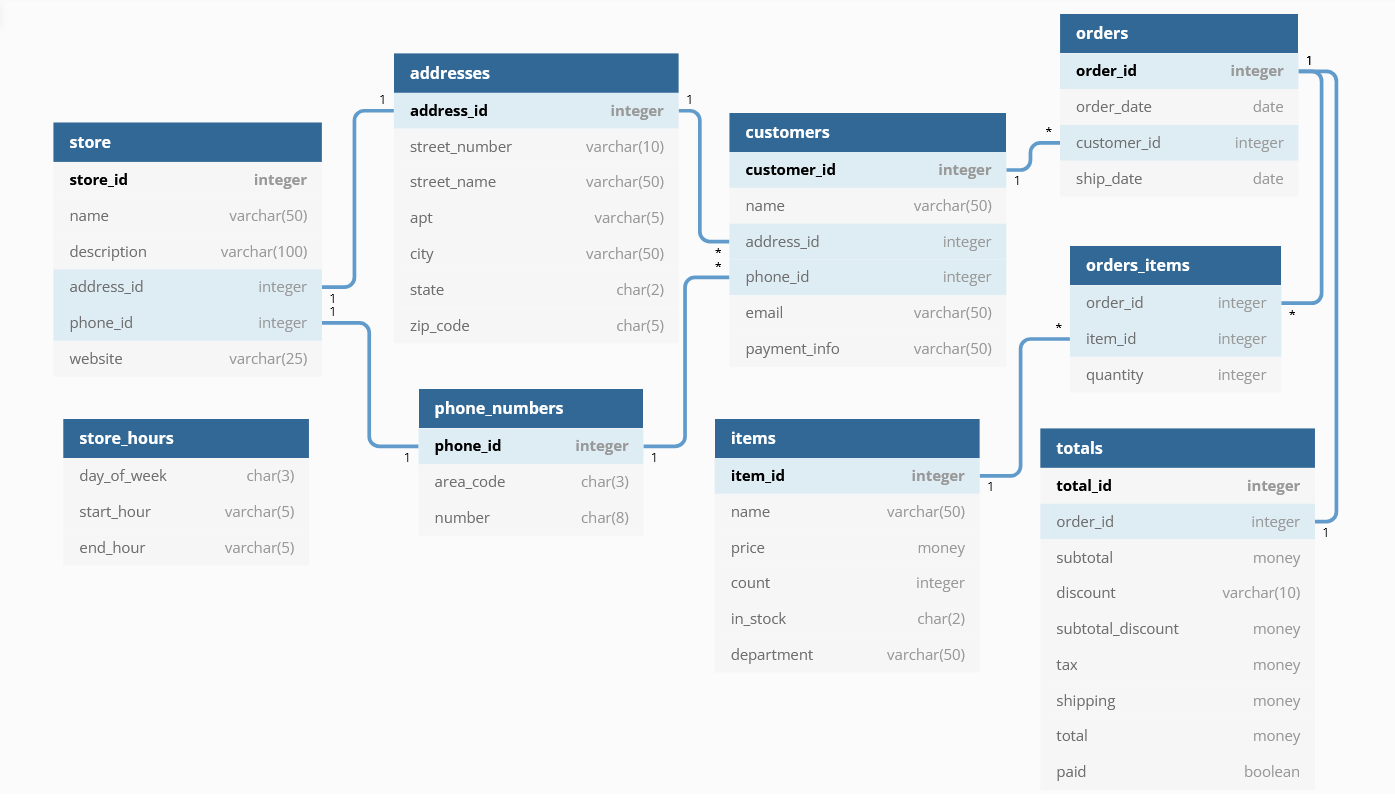 store
store_id integer
name varchar(50)
description varchar(100)
address_id integer
1
1
phone_id integer
website varchar(25)
store_hours
day_of_week char(3)
start_hour varchar(5)
end_hour varchar(5)
addresses
1 address_id integer 1
street_number varchar(10)
street_name varchar(50)
apt varchar(5)
city varchar(50)
state char(2)
zip_code char(5)
phone_numbers
1 phone_id integer 1
area_code char(3)
number char(8)
customers
customer_id integer 1
name varchar(50)
* address_id integer
* phone_id integer
email varchar(50)
payment_info varchar(50)
items
item_id integer 1
name varchar(50)
price money
count integer
in_stock char(2)
department varchar(50)
orders
order_id integer 1
order_date date
* customer_id integer
ship_date date
orders_items
order_id integer *
* item_id integer
quantity integer
totals
total_id integer
order_id integer 1
subtotal money
discount varchar(10)
subtotal_discount money
tax money
shipping money
total money
paid boolean